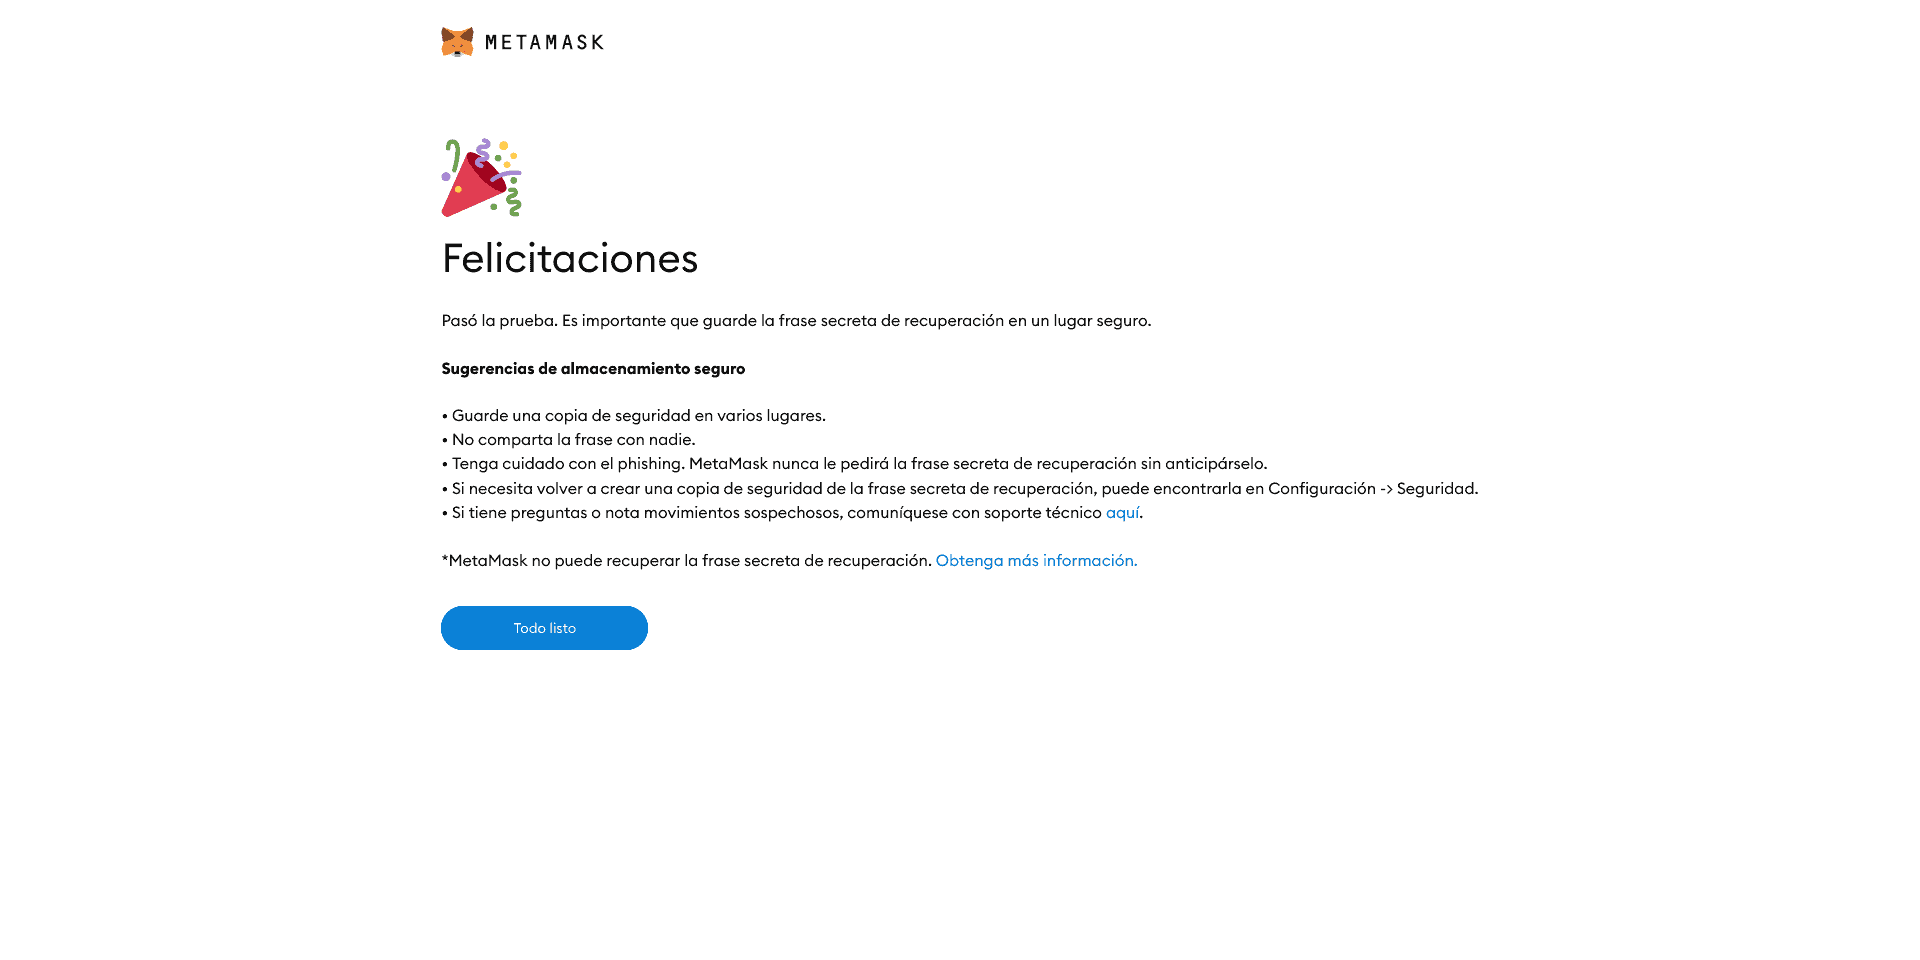 METAMASK
Felicitaciones
Pasó la prueba. Es importante que guarde la frase secreta de recuperación en un lugar seguro.
Sugerencias de almacenamiento seguro
• Guarde una copia de seguridad en varios lugares.
• No comparta la frase con nadie.
• Tenga cuidado con el phishing. MetaMask nunca le pedirá la frase secreta de recuperación sin anticipárselo.
• Si necesita volver a crear una copia de seguridad de la frase secreta de recuperación, puede encontrarla en Configuración -> Seguridad.
• Si tiene preguntas o nota movimientos sospechosos, comuníquese con soporte técnico aquí.
*MetaMask no puede recuperar la frase secreta de recuperación. Obtenga más información.
Todo listo